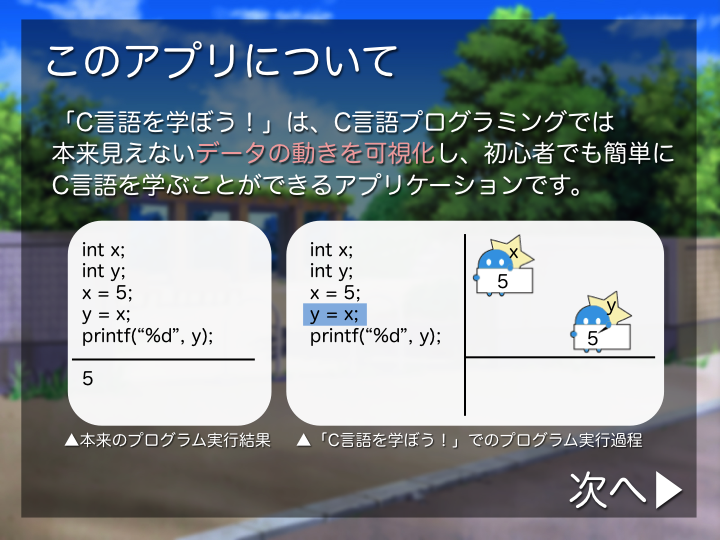 このアプリについて
「C言語を学ぼう！」は、C言語プログラミングでは
本来見えないデータの動きを可視化し、初心者でも簡単に
C言語を学ぶことができるアプリケーションです。
int x;
int y;
x = 5;
y = x;
printf(“%d”, y);
5
int x;
int y;
x = 5;
y = x;
printf(“%d”, y);
x
5
y
5
▲本来のプログラム実行結果
▲「C言語を学ぼう！」でのプログラム実行過程
次へ▶